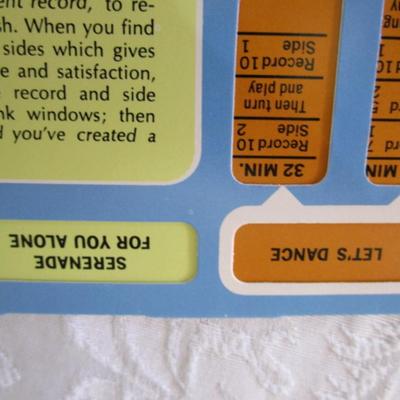 ent record, to re-
sh. When you find
sides which gives
e and satisfaction,
record and side
nk windows; then
d you've created a
SERENADE
FOR YOU ALONE
LET'S DANCE
32 MIN.
Record 10
Side 2
Then turn
and play
Record 10
Side 1
MIN.